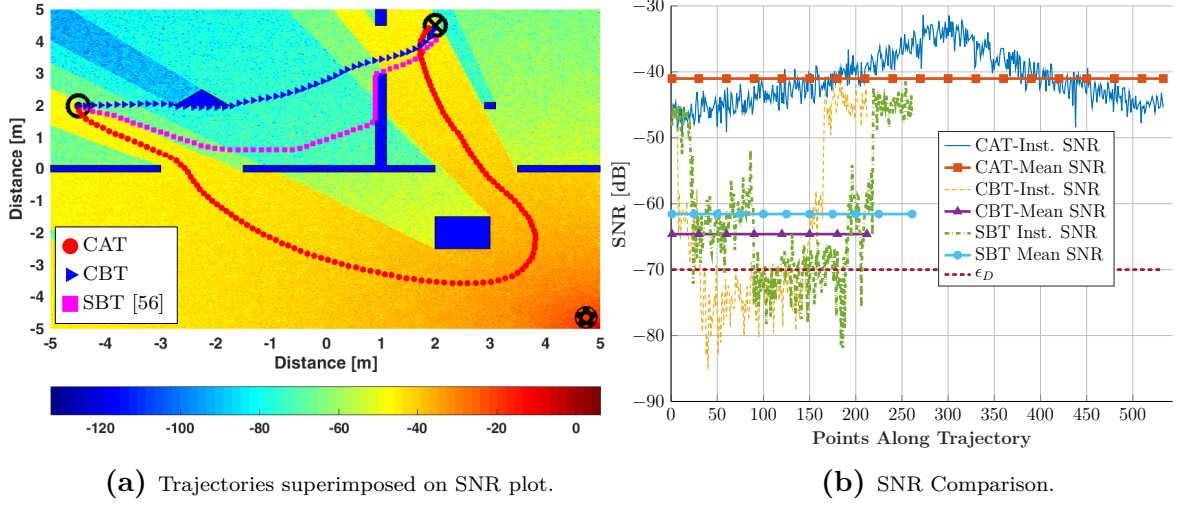 5
4
3
2
1
0
-1
-2
3
4
-5
Distance [m]
CAT
CBT
SBT [56]
-5 -4 -3 -2 -1 0 1 2 3 4 5
Distance [m]
-120 -100 -80 -60 -40 -20 0
(a) Trajectories superimposed on SNR plot.
−30
−40
−50
−60
−70
−80
−90
SNR [dB]
CAT-Inst. SNR
CAT-Mean SNR
CBT-Inst. SNR
CBT-Mean SNR
SBT Inst. SNR
SBT Mean SNR
ϵD
0 50 100 150 200 250 300 350 400 450 500
Points Along Trajectory
(b) SNR Comparison.